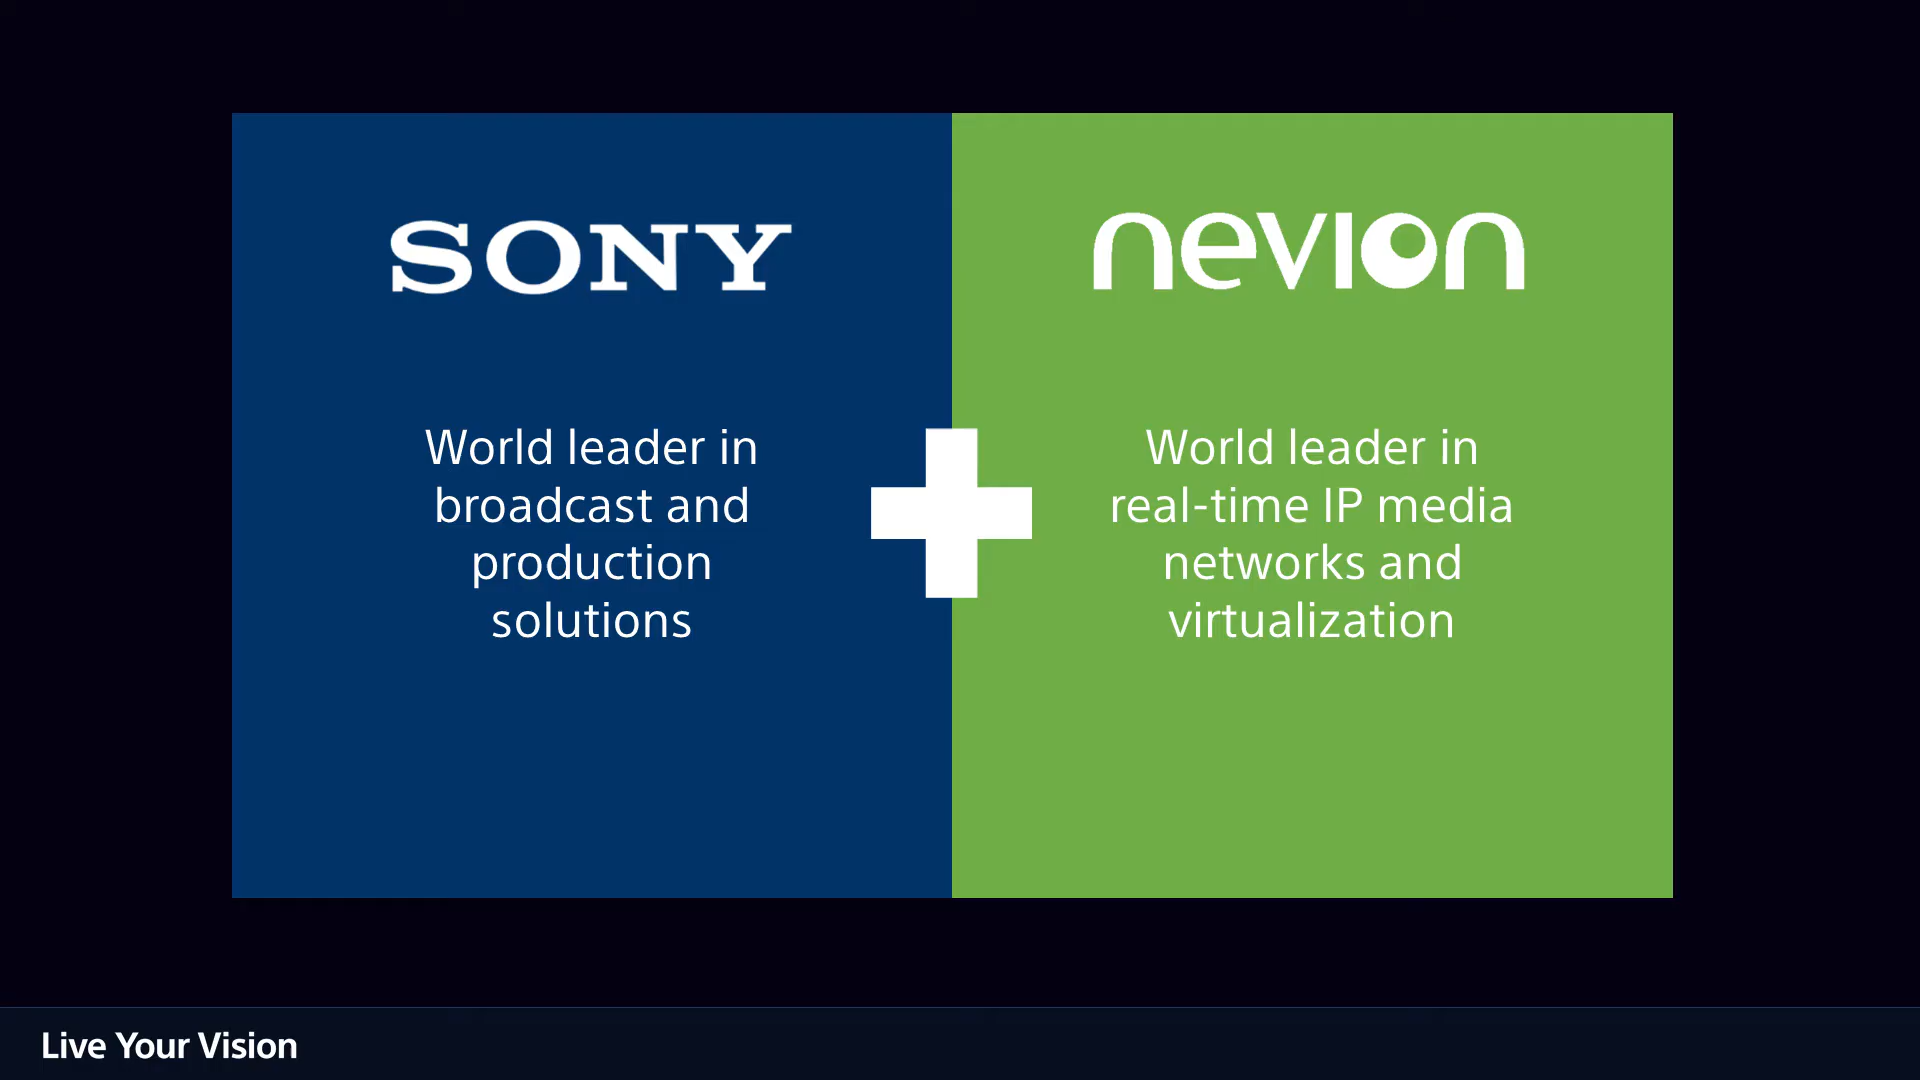 SONY
World leader in
broadcast and
production
solutions
nevion
World leader in
real-time IP media
networks and
virtualization
Live Your Vision